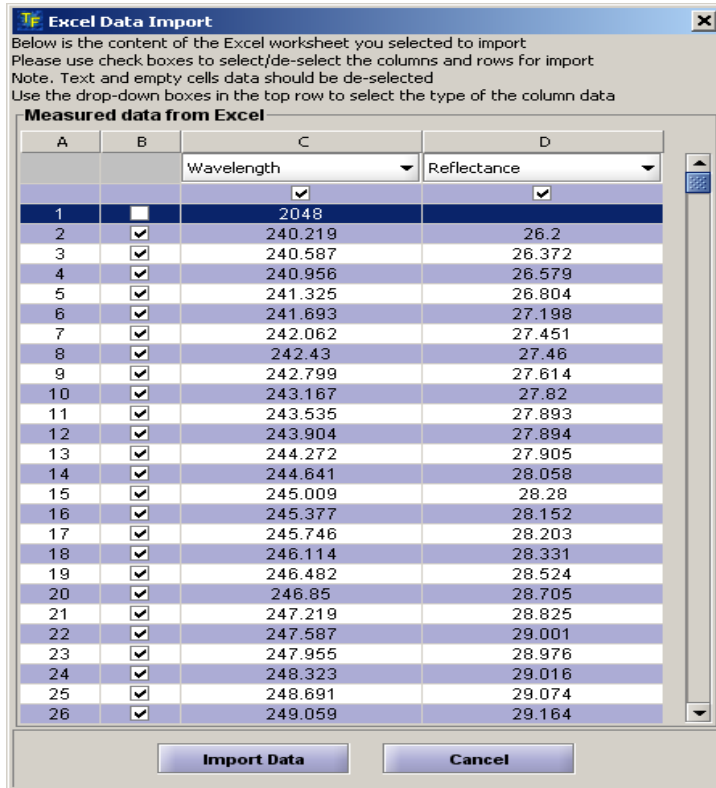 TF Excel Data Import
Below is the content of the Excel worksheet you selected to import
Please use check boxes to select/de-select the columns and rows for import
Note. Text and empty cells data should be de-selected
Use the drop-down boxes in the top row to select the type of the column data
Measured data from Excel
A B C D
Wavelength Reflectance
1 2048
2 240.219 26.2
3 240.587 26.372
4 240.956 26.579
5 241.325 26.804
6 241.693 27.198
7 242.062 27.451
8 242.43 27.46
9 242.799 27.614
10 243.167 27.82
11 243.535 27.893
12 243.904 27.894
13 244.272 27.905
14 244.641 28.058
15 245.009 28.28
16 245.377 28.152
17 245.746 28.203
18 246.114 28.331
19 246.482 28.524
20 246.85 28.705
21 247.219 28.825
22 247.587 29.001
23 247.955 28.976
24 248.323 29.016
25 248.691 29.074
26 249.059 29.164
Import Data Cancel